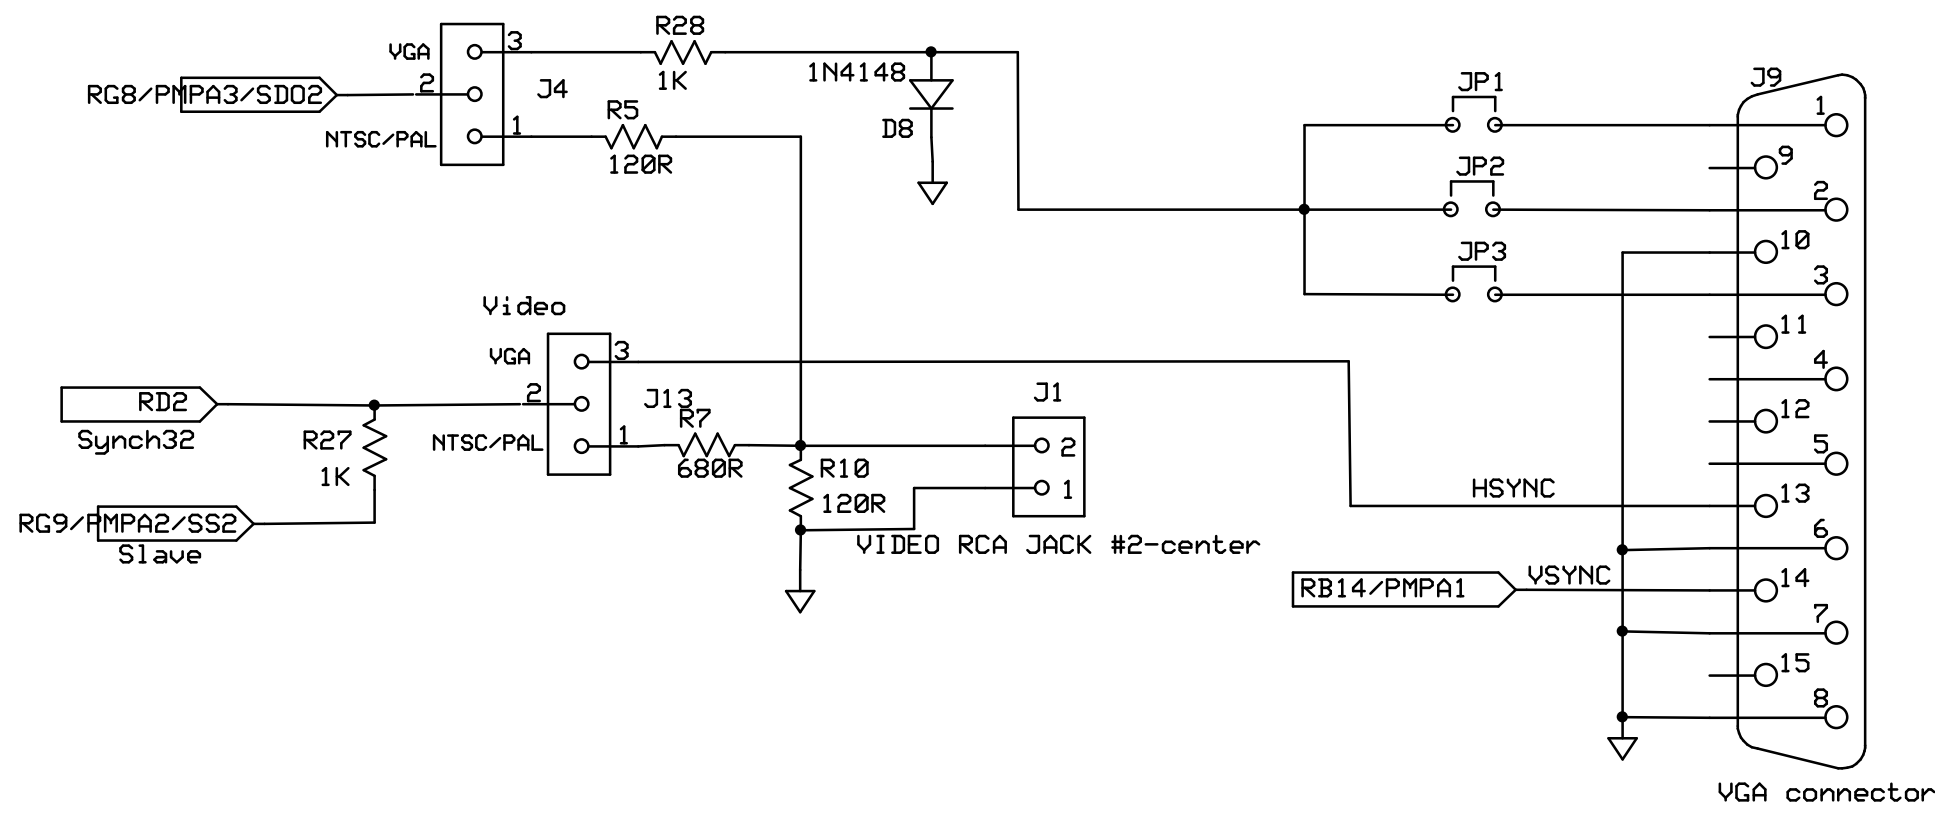 R28
VGA
3
1N4148
1K
JP1
J9
RG8/PMPA3/SDO2
2
J4
1
R5
D8
NTSC/PAL
1
120R
9
JP2
2
10
JP3
3
Video
11
VGA
3
4
RD2
2
J13
J1
12
Synch32
R27
NTSC/PAL
1
R7
2
5
1K
680R
R10
1
HSYNC
13
120R
RG9/PMPA2/SS2
6
Slave
VIDEO RCA JACK #2-center
RB14/PMPA1
VSYNC
14
7
15
8
VGA connector